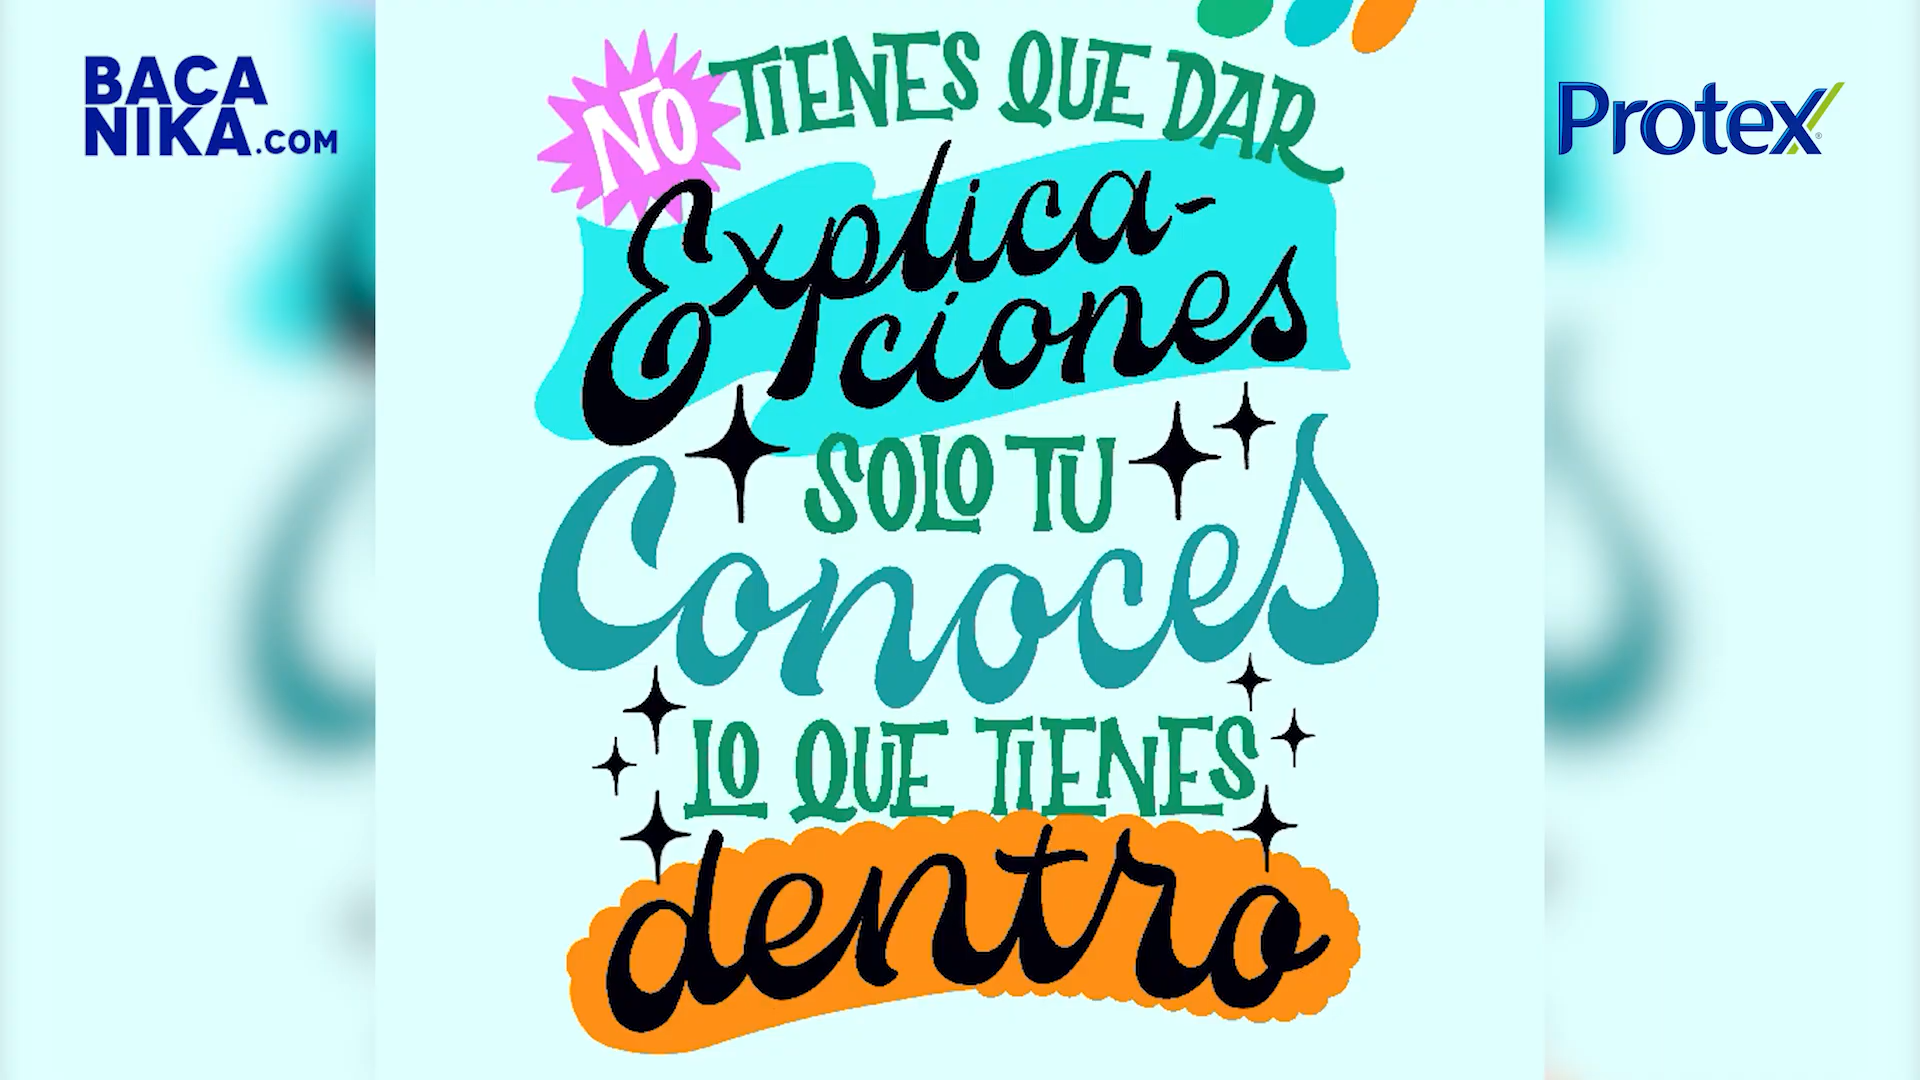 BACA
NIKA.COM
Protex
NO TIENES QUE DAR
Explica-
ciones
SOLO TU
Conoces
LO QUE TIENES
dentro